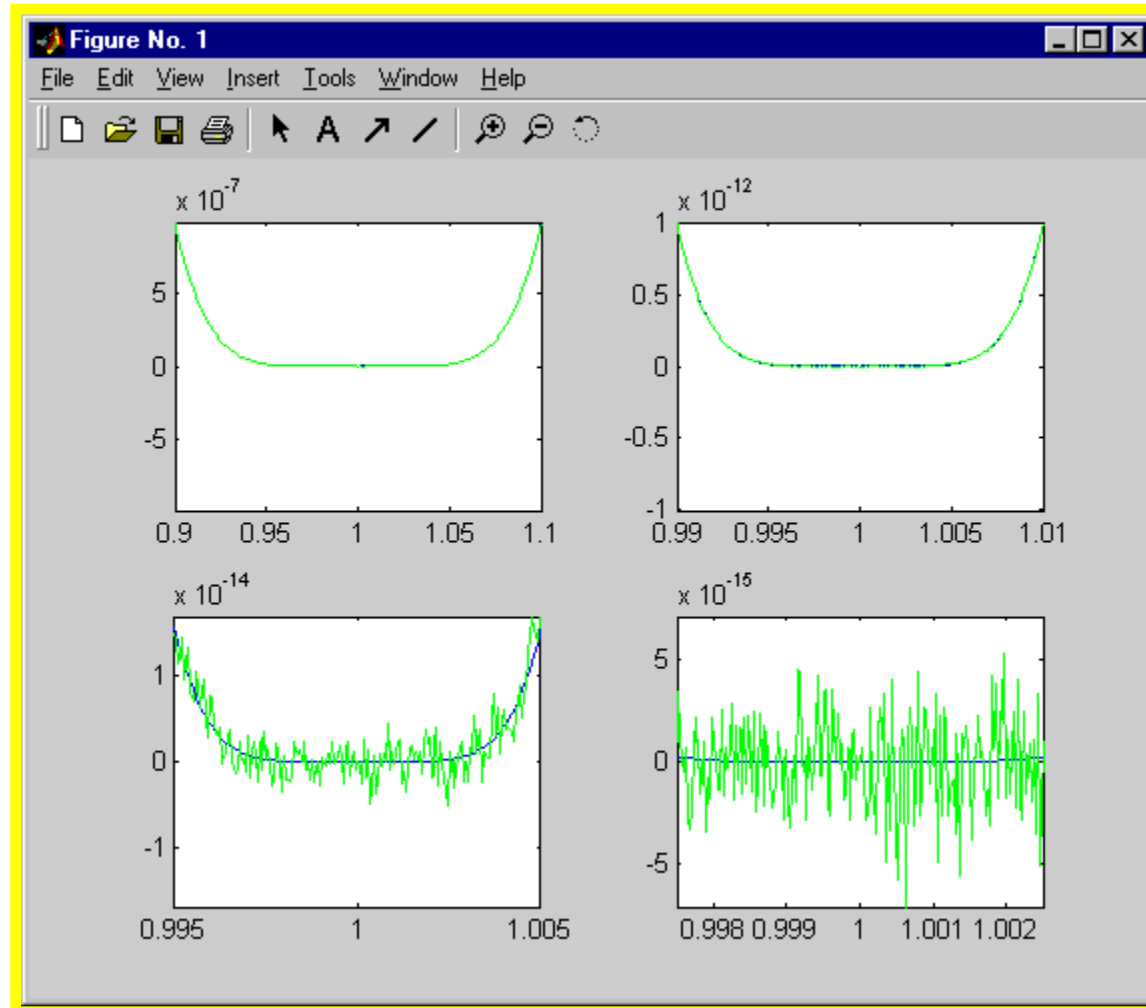 Figure No. 1
File Edit View Insert Tools Window Help
A
x 10^-7
5
0
-5
0.9 0.95 1 1.05 1.1
x 10^-12
1
0.5
0
-0.5
-1
0.99 0.995 1 1.005 1.01
x 10^-14
1
0
-1
0.995 1 1.005
x 10^-15
5
0
-5
0.998 0.999 1 1.001 1.002